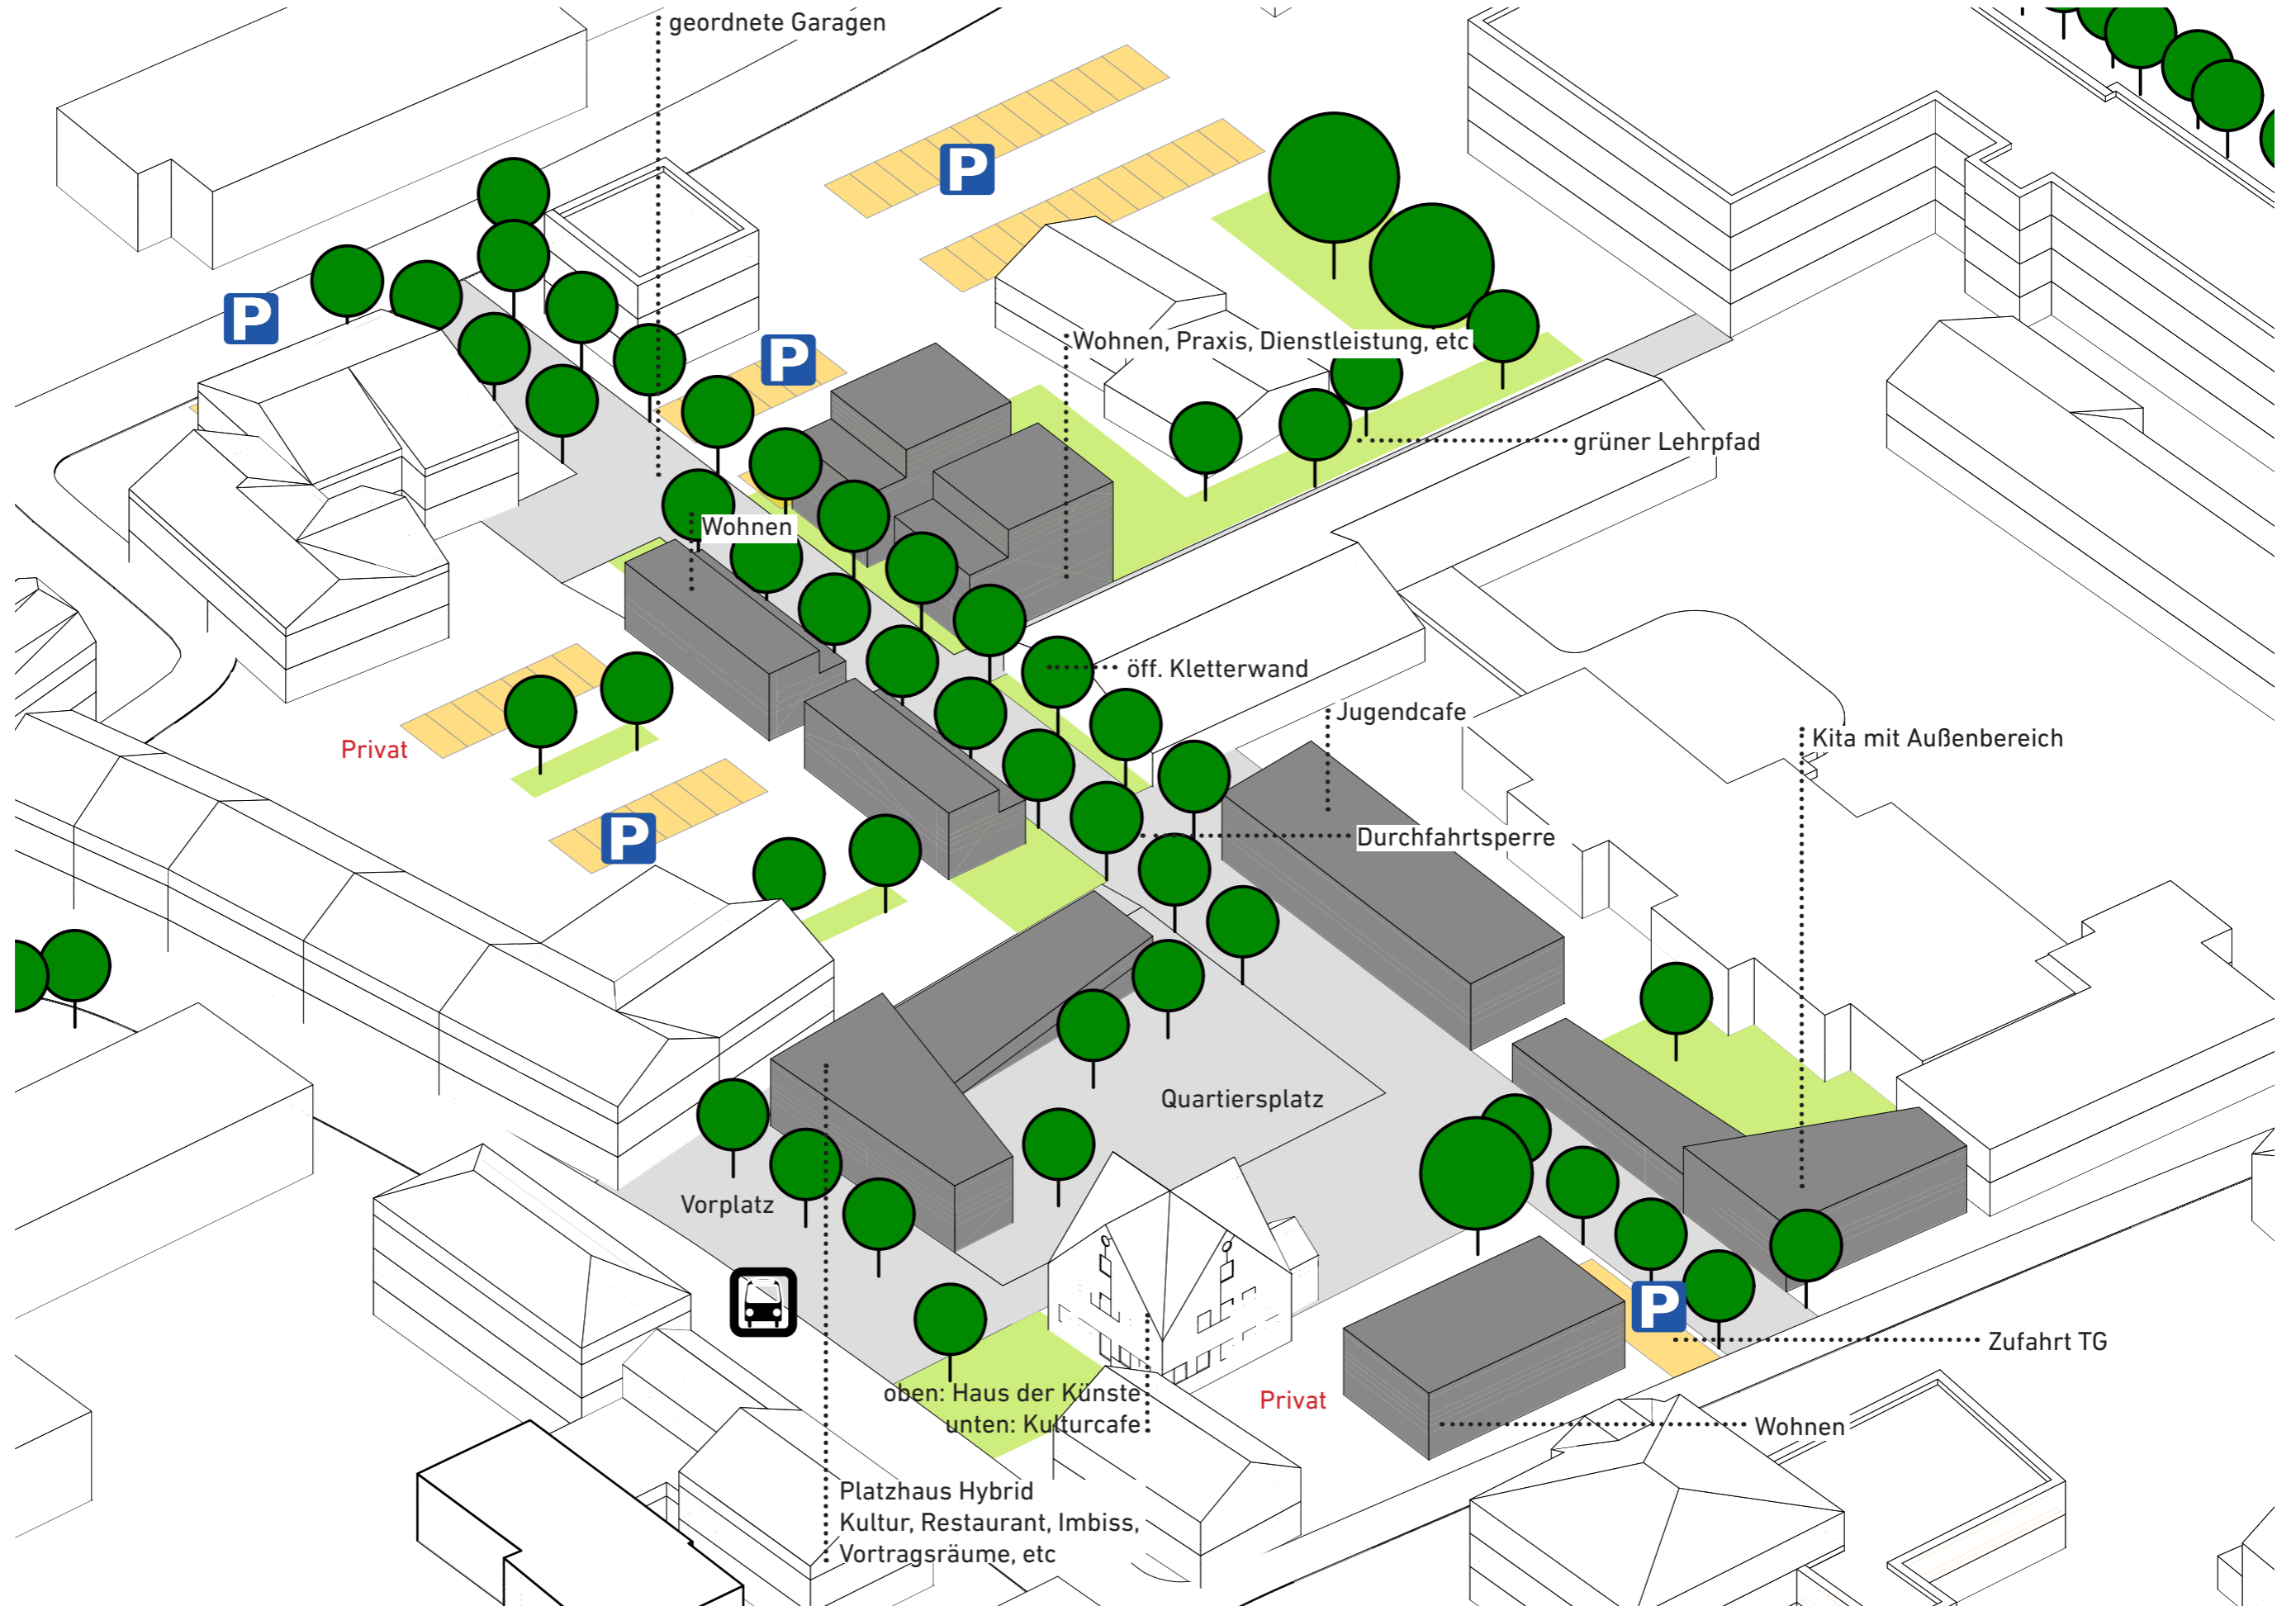 geordnete Garagen
P
P
P
Wohnen, Praxis, Dienstleistung, etc
P
grüner Lehrpfad
Wohnen
öff. Kletterwand
Jugendcafe
Kita mit Außenbereich
Privat
Durchfahrtsperre
P
Quartiersplatz
Vorplatz
P
Zufahrt TG
oben: Haus der Künste
unten: Kulturcafe
Privat
Wohnen
Platzhaus Hybrid
Kultur, Restaurant, Imbiss,
Vortragsräume, etc